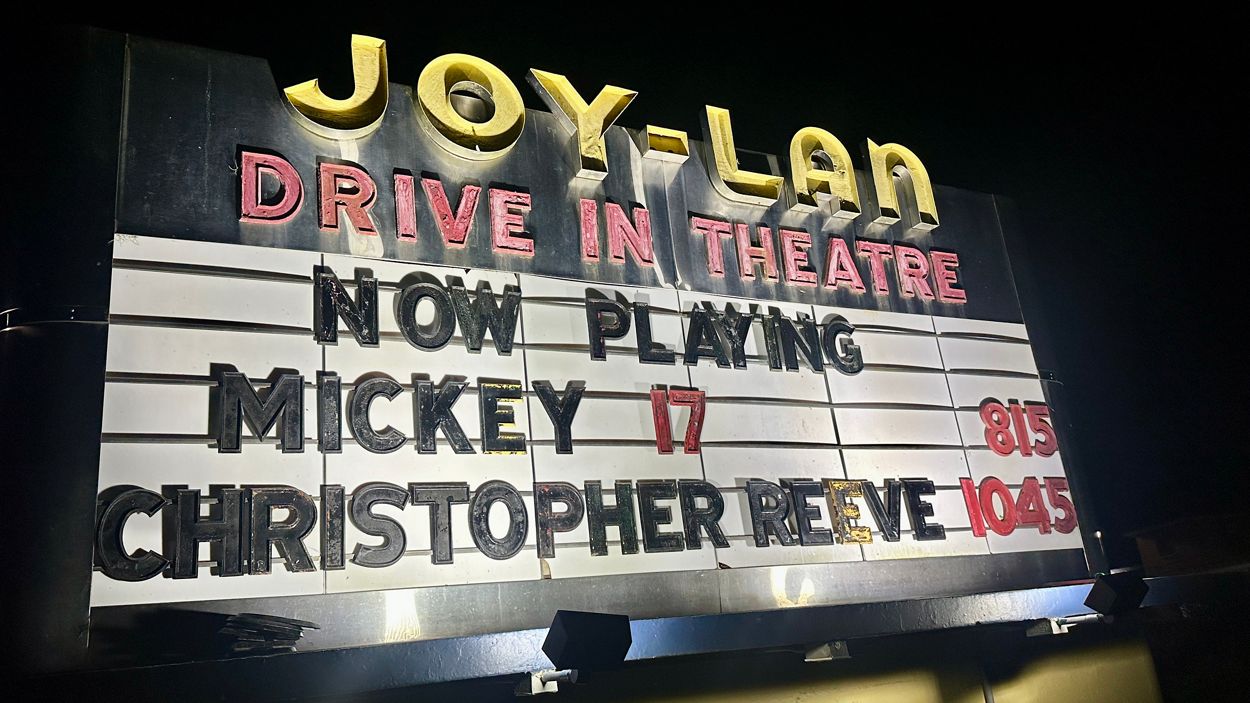 JOY-LAN
DRIVE IN THEATRE
NOW PLAYING
MICKEY 17 815
CHRISTOPHER REEVE 1045